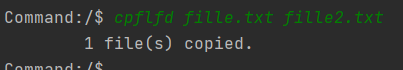 Command:/$ cpflfd fille.txt fille2.txt
1 file(s) copied.
Command:/$